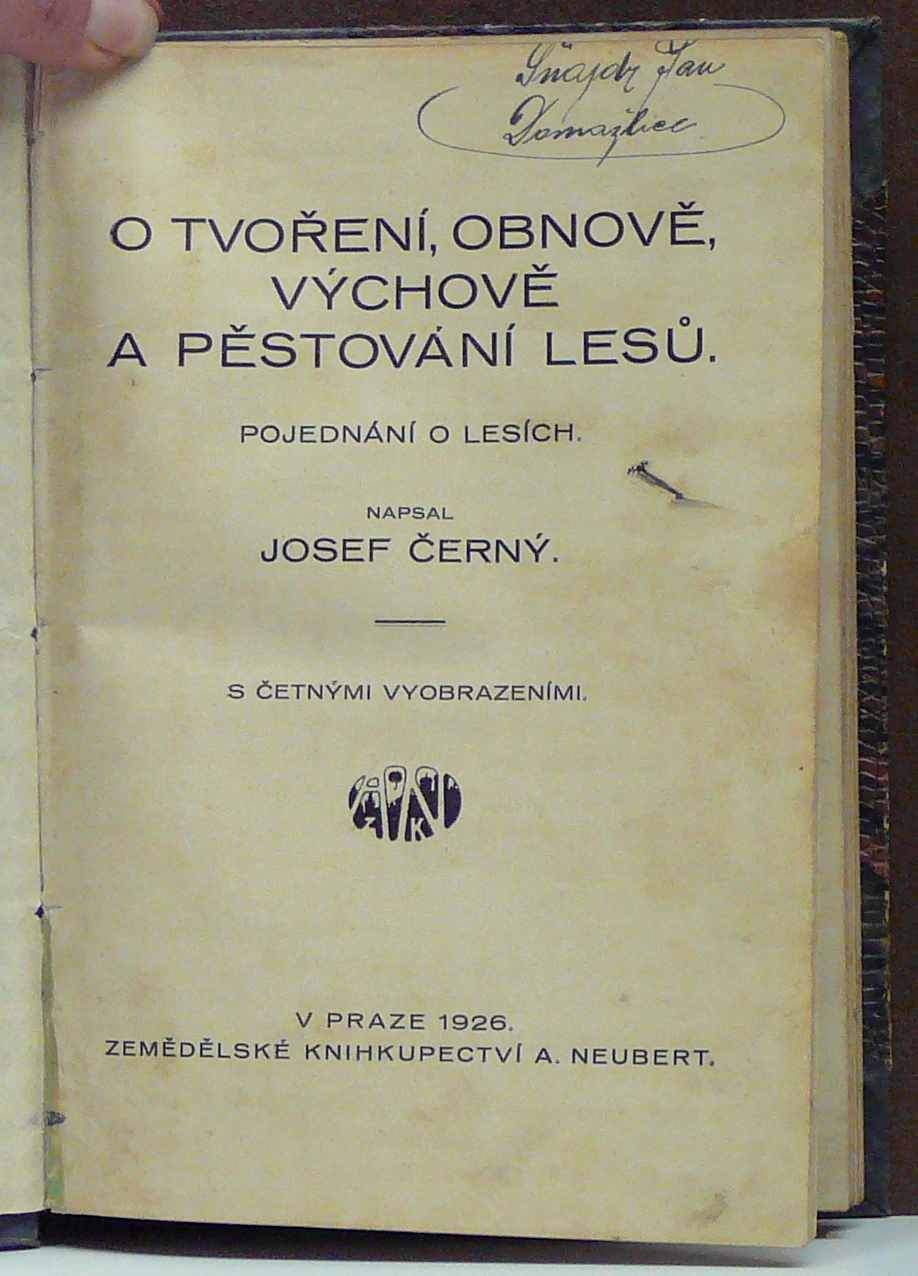 Šnajdr Jan
Domažlice
O TVOŘENÍ, OBNOVĚ,
VÝCHOVĚ
A PĚSTOVÁNÍ LESŮ.
POJEDNÁNÍ O LESÍCH.
NAPSAL
JOSEF ČERNÝ.
S ČETNÝMI VYOBRAZENÍMI.
Z K
V PRAZE 1926.
ZEMĚDĚLSKÉ KNIHKUPECTVÍ A. NEUBERT.